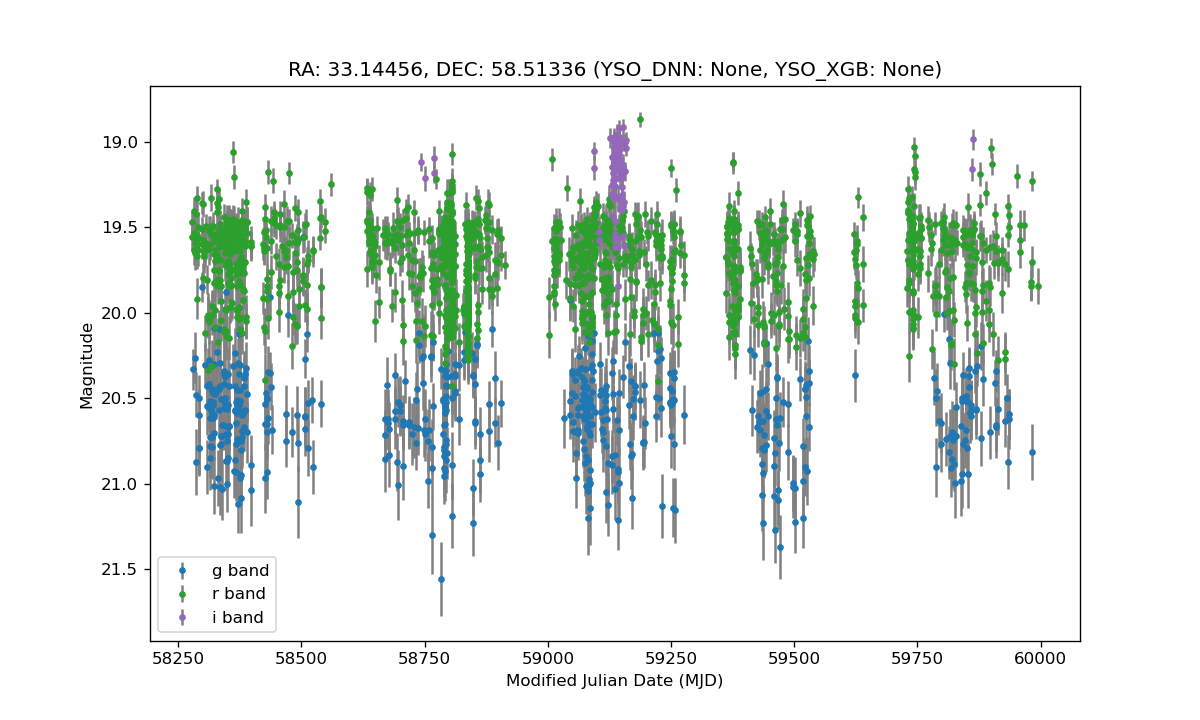 RA: 33.14456, DEC: 58.51336 (YSO_DNN: None, YSO_XGB: None)
Magnitude
19.0
19.5
20.0
20.5
21.0
21.5
g band
r band
i band
58250 58500 58750 59000 59250 59500 59750 60000
Modified Julian Date (MJD)